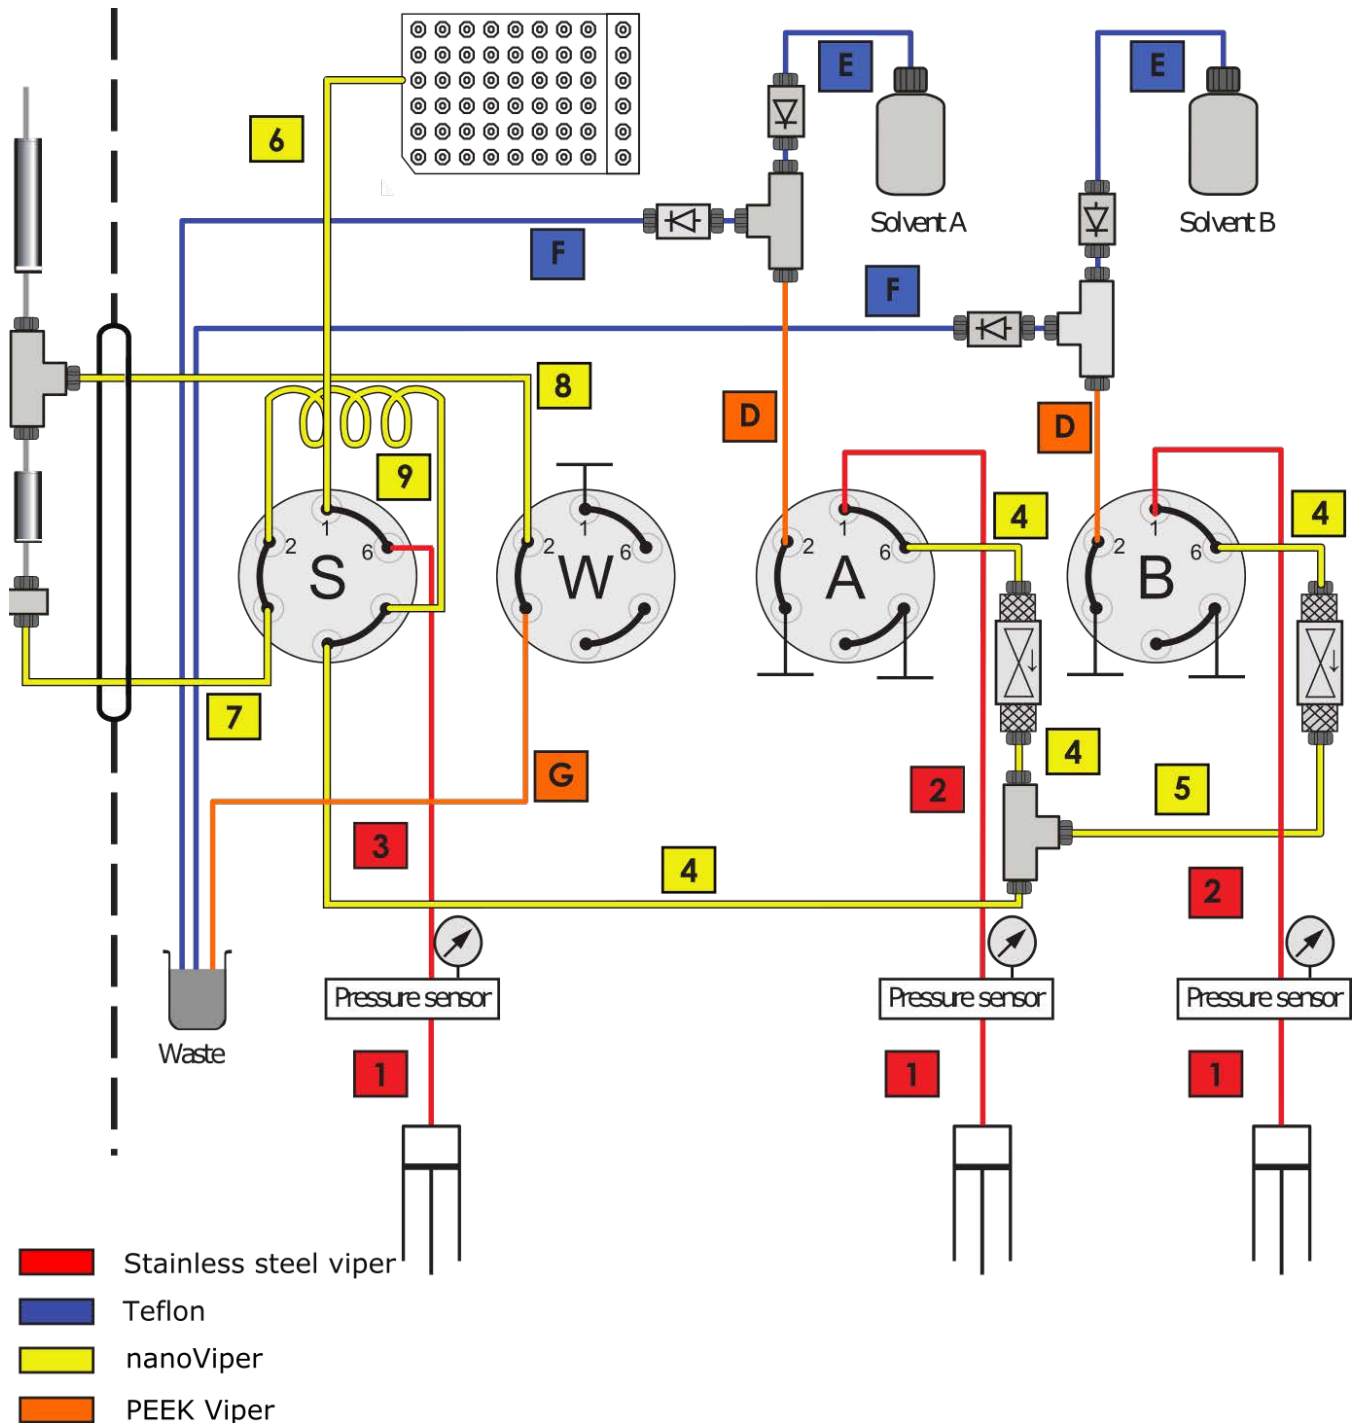 E
E
6
Solvent A
Solvent B
F
F
8
D
D
9
4
4
1
2
6
S
1
2
6
W
1
2
6
A
1
2
6
B
7
G
4
5
2
3
4
2
Pressure sensor
Pressure sensor
Pressure sensor
Waste
1
1
1
Stainless steel viper
Teflon
nanoViper
PEEK Viper